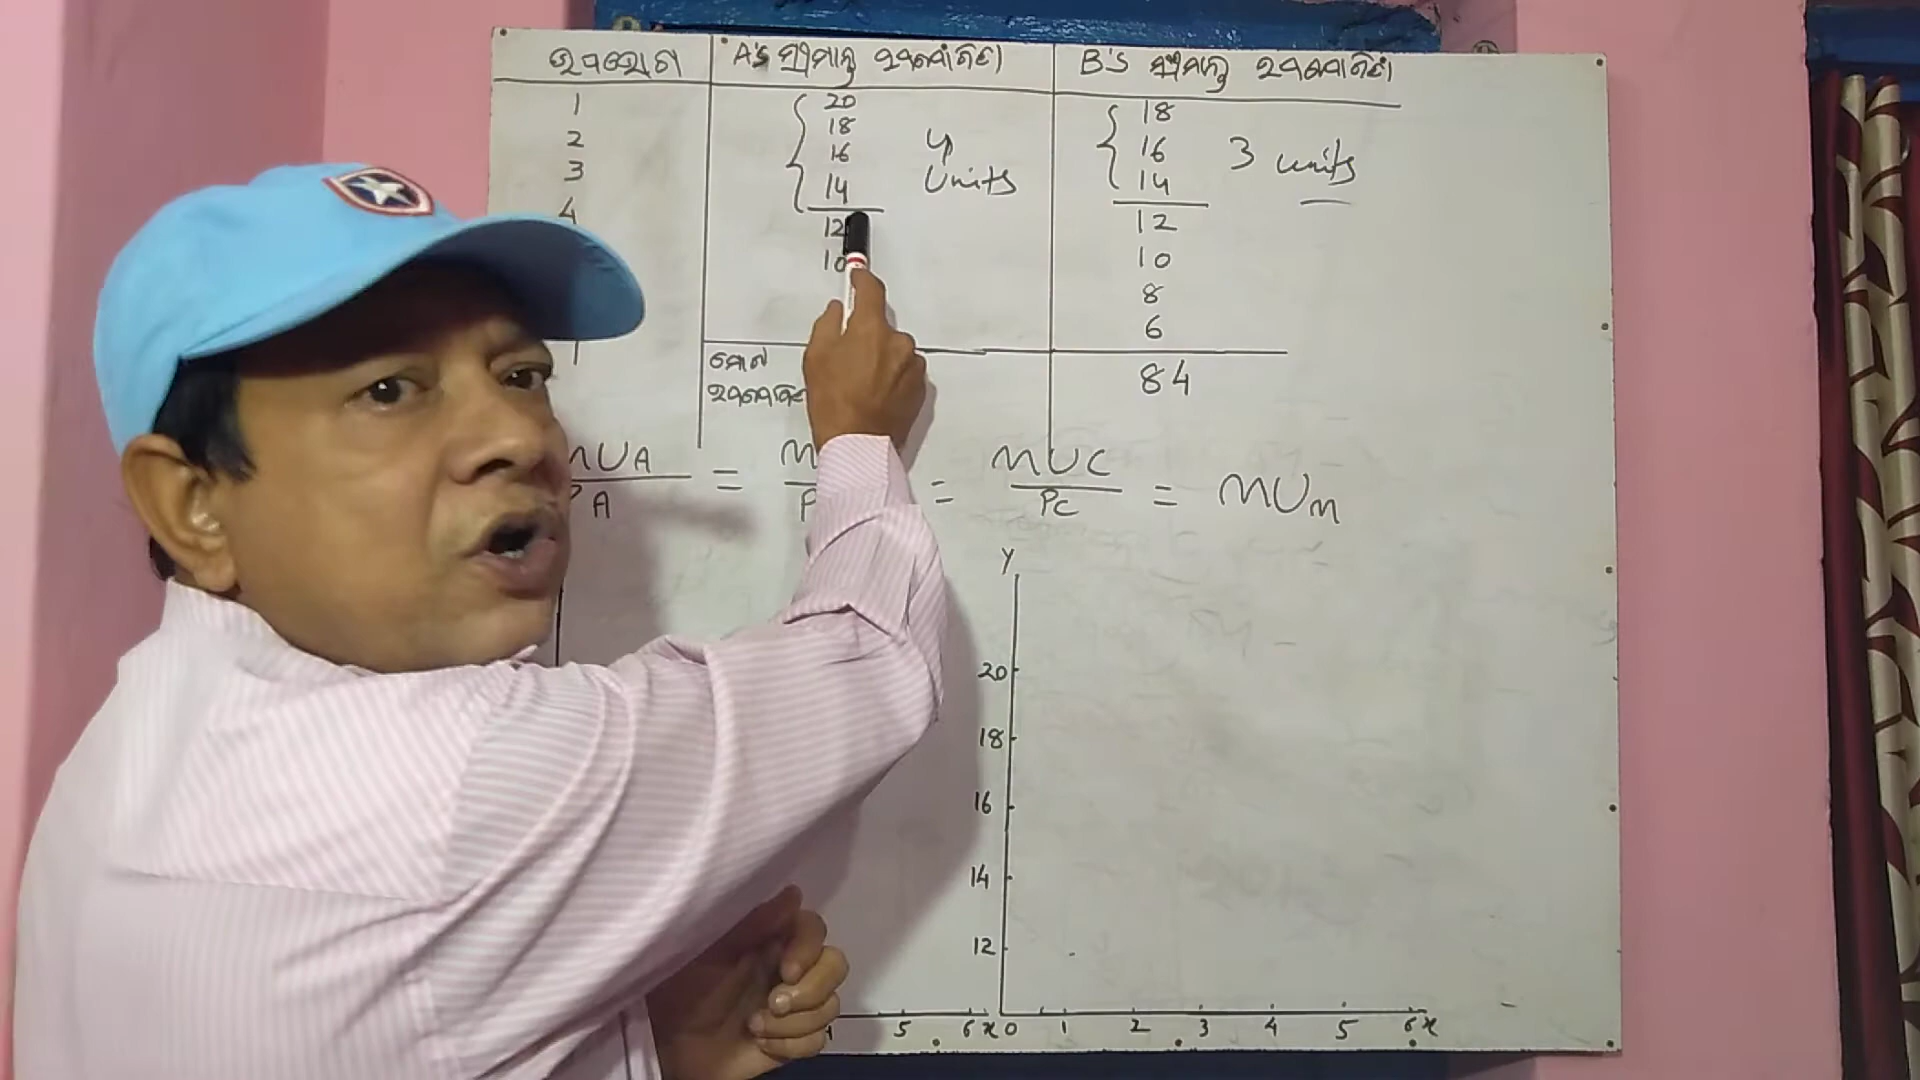 ଉପଭୋଗ A's ସୀମାନ୍ତ ଉପଯୋଗିତା B'S ସୀମାନ୍ତ ଉପଯୋଗିତା
1 20 18
2 18 16
3 16 14
4 14 12
12 10
10 8
6
4 Units
3 units
ମୋଟ
84
MUA = = MUC = MUm
PA PC
Y
20
18
16
14
12
5 6 x 0 1 2 3 4 5 6 x